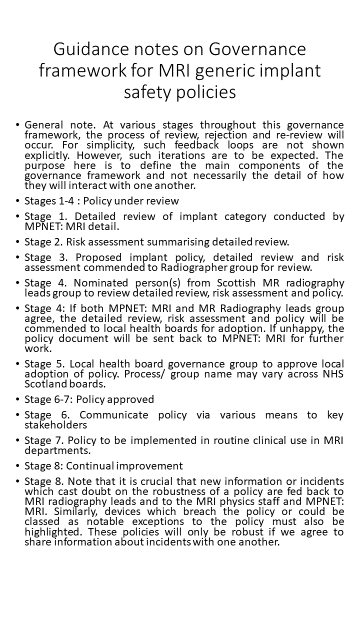 Guidance notes on Governance
framework for MRI generic implant
safety policies
• General note. At various stages throughout this governance
framework, the process of review, rejection and re-review will
occur. For simplicity, such feedback loops are not shown
explicitly. However, such iterations are to be expected. The
purpose here is to define the main components of the
governance framework and not necessarily the detail of how
they will interact with one another.
• Stages 1-4 : Policy under review
• Stage 1. Detailed review of implant category conducted by
MPNET: MRI detail.
• Stage 2. Risk assessment summarising detailed review.
• Stage 3. Proposed implant policy, detailed review and risk
assessment commended to Radiographer group for review.
• Stage 4. Nominated person(s) from Scottish MR radiography
leads group to review detailed review, risk assessment and policy.
• Stage 4: If both MPNET: MRI and MR Radiography leads group
agree, the detailed review, risk assessment and policy will be
commended to local health boards for adoption. If unhappy, the
policy document will be sent back to MPNET: MRI for further
work.
• Stage 5. Local health board governance group to approve local
adoption of policy. Process/ group name may vary across NHS
Scotland boards.
• Stage 6-7: Policy approved
• Stage 6. Communicate policy via various means to key
stakeholders
• Stage 7. Policy to be implemented in routine clinical use in MRI
departments.
• Stage 8: Continual improvement
• Stage 8. Note that it is crucial that new information or incidents
which cast doubt on the robustness of a policy are fed back to
MRI radiography leads and to the MRI physics staff and MPNET:
MRI. Similarly, devices which breach the policy or could be
classed as notable exceptions to the policy must also be
highlighted. These policies will only be robust if we agree to
share information about incidents with one another.